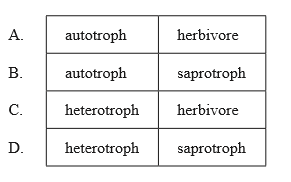 A. autotroph herbivore
B. autotroph saprotroph
C. heterotroph herbivore
D. heterotroph saprotroph